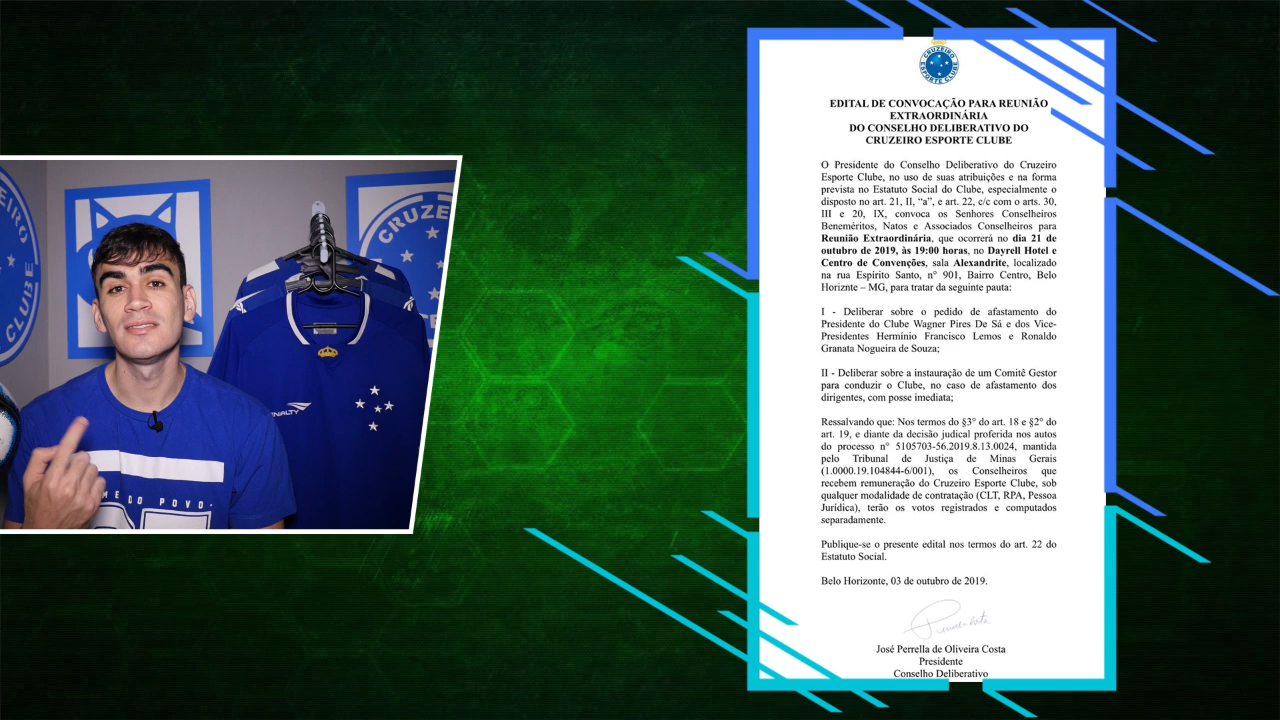 CRUZEIRO
ESPORTE CLUBE
EDITAL DE CONVOCAÇÃO PARA REUNIÃO
EXTRAORDINÁRIA
DO CONSELHO DELIBERATIVO DO
CRUZEIRO ESPORTE CLUBE
O Presidente do Conselho Deliberativo do Cruzeiro
Esporte Clube, no uso de suas atribuições e na forma
prevista no Estatuto Social do Clube, especialmente o
disposto no art. 21, II, “a”, e art. 22, c/c com o arts. 30,
III e 20, IX, convoca os Senhores Conselheiros
Beneméritos, Natos e Associados Conselheiros para
Reunião Extraordinária, que ocorrerá no dia 21 de
outubro de 2019, às 19:00 horas, no Dayrell Hotel e
Centro de Convenções, sala Alexandrite, localizado
na rua Espírito Santo, n° 901, Bairro Centro, Belo
Horiznte – MG, para tratar da seguinte pauta:
I - Deliberar sobre o pedido de afastamento do
Presidente do Clube Wagner Pires De Sá e dos Vice-
Presidentes Hermínio Francisco Lemos e Ronaldo
Granata Nogueira de Souza;
II - Deliberar sobre a instauração de um Comitê Gestor
para conduzir o Clube, no caso de afastamento dos
dirigentes, com posse imediata;
Ressalvando que: Nos termos do §3° do art. 18 e §2° do
art. 19, e diante da decisão judicial proferida nos autos
do processo n° 5105703-56.2019.8.13.0024, mantida
pelo Tribunal de Justiça de Minas Gerais
(1.0000.19.104844-6/001), os Conselheiros que
recebem remuneração do Cruzeiro Esporte Clube, sob
qualquer modalidade de contratação (CLT, RPA, Pessoa
Jurídica), terão os votos registrados e computados
separadamente.
Publique-se o presente edital nos termos do art. 22 do
Estatuto Social.
Belo Horizonte, 03 de outubro de 2019.
José Perrella de Oliveira Costa
Presidente
Conselho Deliberativo
EIRO
CLUBE
CRUZE
PENALTY
ME DO POVO